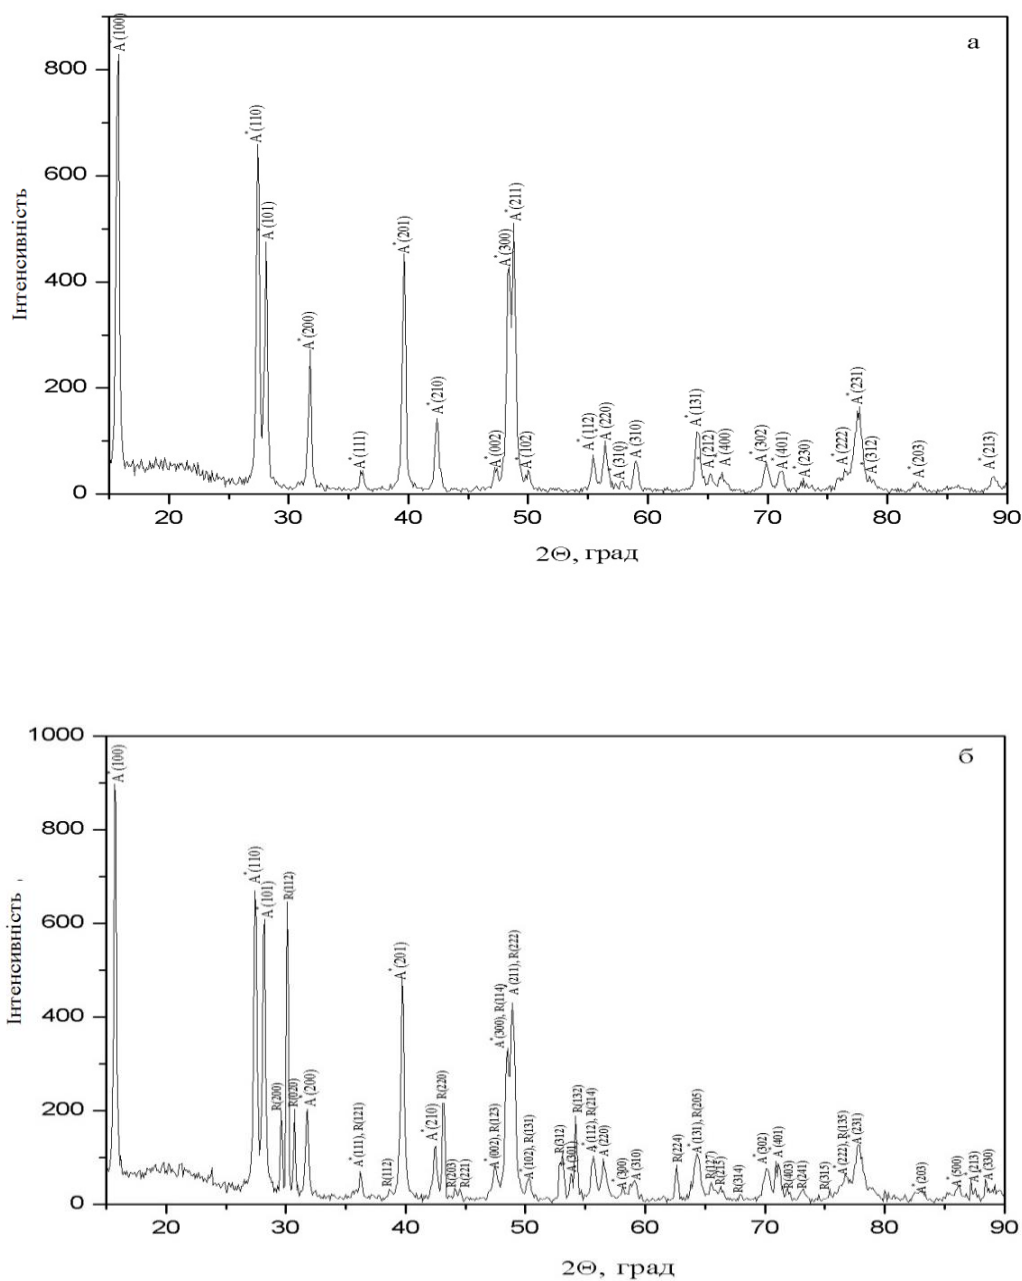 а
Інтенсивність
800
600
400
200
0
A (100)
A (110)
A (101)
A (200)
A (111)
A (201)
A (210)
A (002)
A (300)
A (211)
A (102)
A (112)
A (220)
A (310)
A (310)
A (131)
A (212)
A (400)
A (302)
A (401)
A (230)
A (222)
A (231)
A (312)
A (203)
A (213)
20 30 40 50 60 70 80 90
2Θ, град
б
Інтенсивність ,
1000
800
600
400
200
0
A (100)
A (110)
A (101)
R(200)
R(112)
R(020)
A (200)
A (111), R(121)
R(112)
A (201)
A (210)
R(220)
R(203)
R(221)
A (002), R(123)
A (300), R(114)
A (211), R(222)
A (102), R(131)
R(312)
A (301)
R(132)
A (112), R(214)
A (220)
A (300)
A (310)
R(224)
A (131), R(205)
R(127)
R(215)
R(314)
A (302)
A (401)
R(403)
R(241)
R(315)
A (222), R(135)
A (231)
A (203)
A (500)
A (213)
A (330)
20 30 40 50 60 70 80 90
2Θ, град